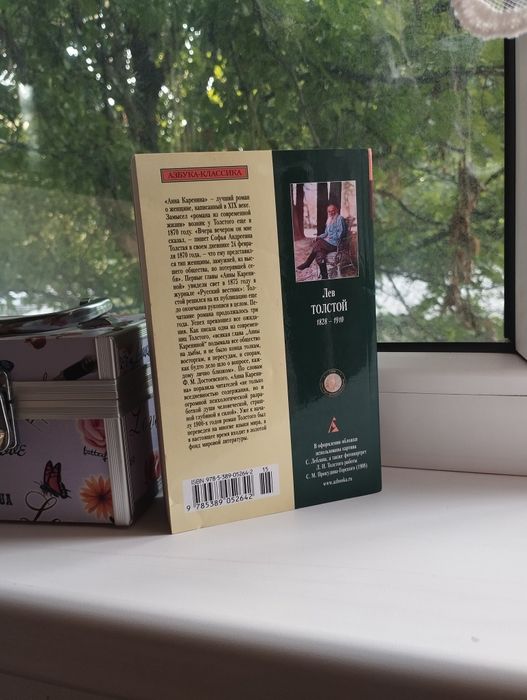 АЗБУКА-КЛАССИКА
«Анна Каренина» – лучший роман
о женщине, написанный в XIX веке.
Замысел «романа из современной
жизни» возник у Толстого еще в
1870 году. «Вчера вечером он мне
сказал, – пишет Софья Андреевна
Толстая в своем дневнике 24 февра-
ля 1870 года, – что ему представил-
ся тип женщины, замужней, из выс-
шего общества, но потерявшей се-
бя». Первые главы «Анны Карени-
ной» увидели свет в 1875 году в
журнале «Русский вестник»; Тол-
стой решился на их публикацию еще
до окончания рукописи в целом. Пе-
чатание романа продолжалось три
года. Успех превзошел все ожида-
ния. Как писала одна из современ-
ниц Толстого, «всякая глава „Анны
Карениной“ подымала все общество
на дыбы, и не было конца толкам,
восторгам, и пересудам, и спорам,
как будто дело шло о вопросе, каж-
дому лично близком». По словам
Ф. М. Достоевского, «Анна Карени-
на» поразила читателей «не только
вседневностью содержания, но и
огромной психологической разра-
боткой души человеческой, страш-
ной глубиной и силой». Уже к нача-
лу 1900-х годов роман Толстого был
переведен на многие языки мира, а
в настоящее время входит в золотой
фонд мировой литературы.
ISBN 978-5-389-05264-2
15
9 785389 052642
Лев
ТОЛСТОЙ
1828 – 1910
В оформлении обложки
использованы картина
С. Леблана, а также фотопортрет
Л. Н. Толстого работы
С. М. Прокудина-Горского (1908)
www.azbooka.ru